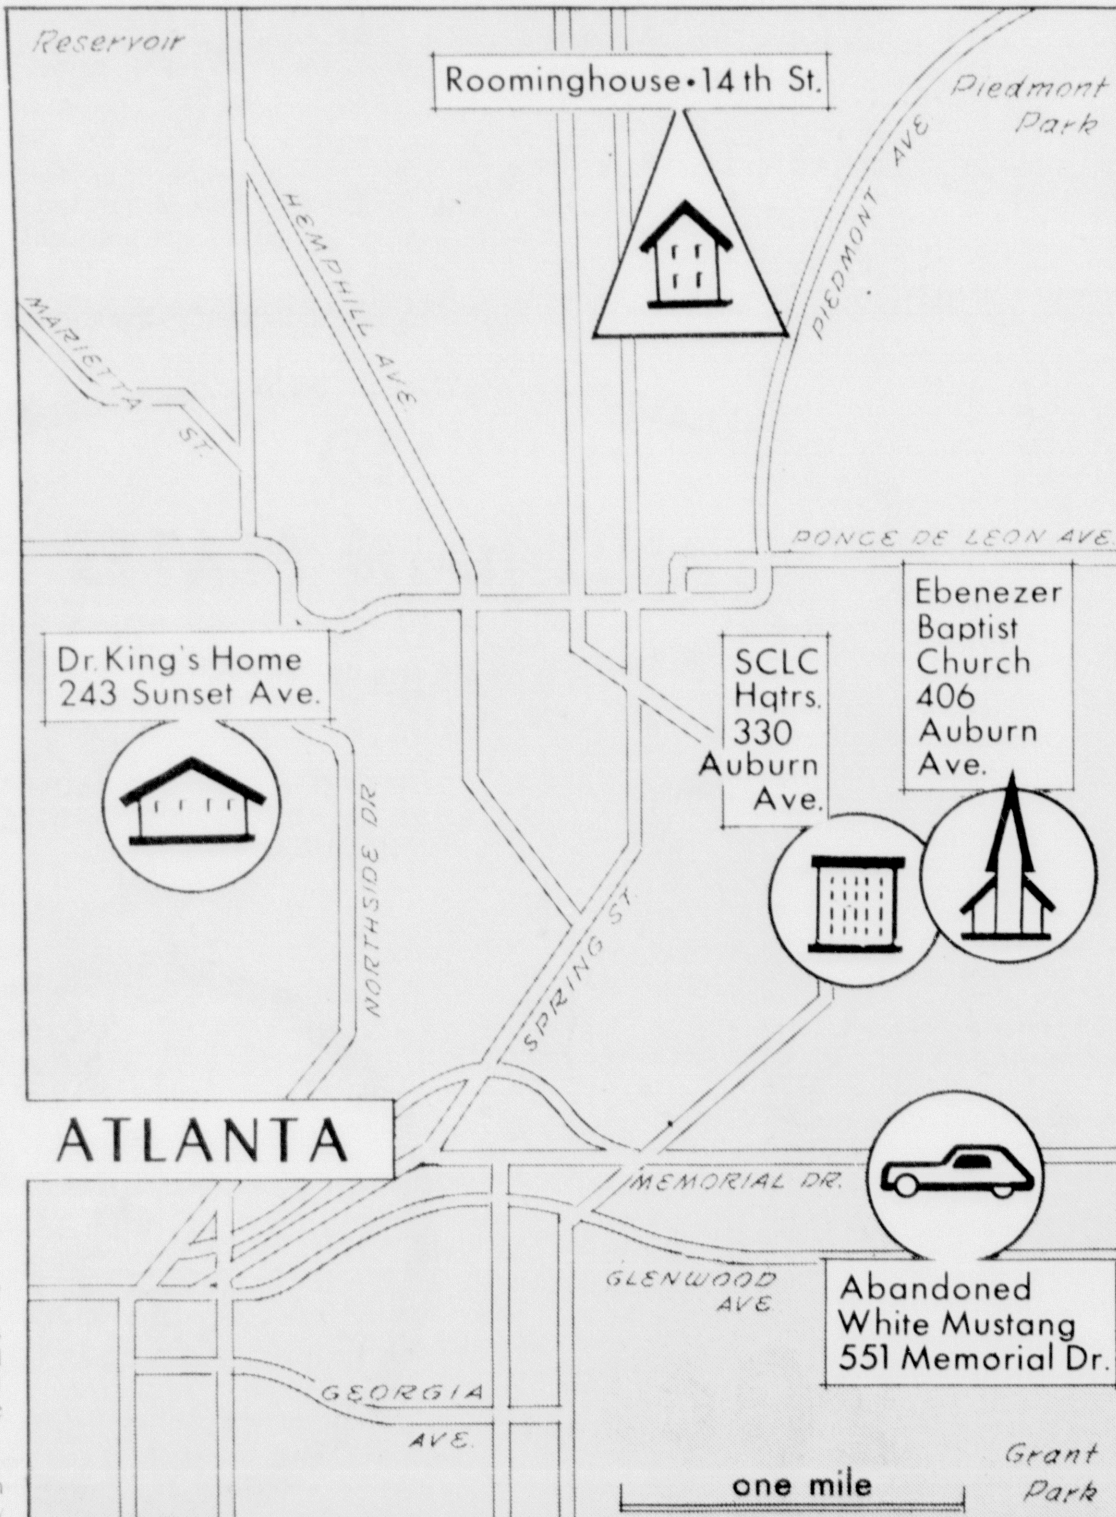 Reservoir
Roominghouse•14th St.
Piedmont
Park
PIEDMONT AVE
HEMPHILL AVE.
MARIETTA
ST.
PONCE DE LEON AVE.
Ebenezer
Baptist
Church
406
Auburn
Ave.
Dr. King's Home
243 Sunset Ave.
SCLC
Hqtrs.
330
Auburn
Ave.
NORTHSIDE DR
SPRING ST.
ATLANTA
MEMORIAL DR.
GLENWOOD
AVE
Abandoned
White Mustang
551 Memorial Dr.
GEORGIA
AVE.
one mile
Grant
Park